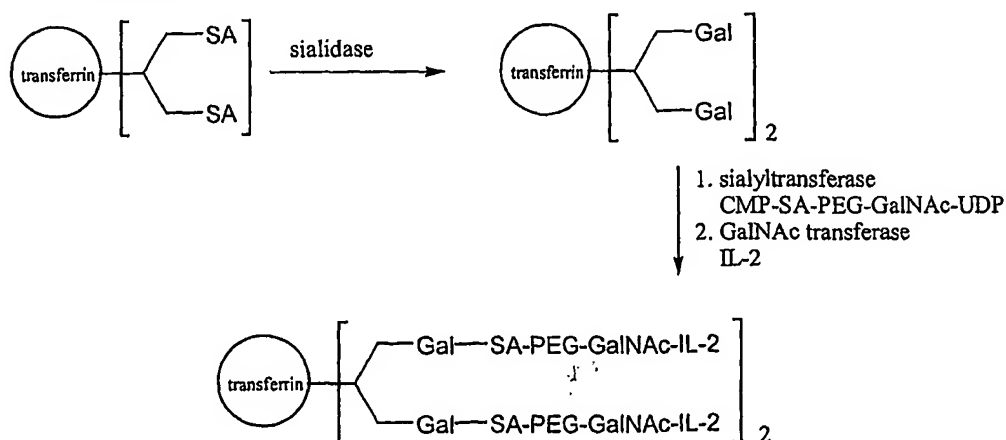 transferrin
SA
SA
sialidase
transferrin
Gal
Gal
2
1. sialyltransferase
CMP-SA-PEG-GalNAc-UDP
2. GalNAc transferase
IL-2
transferrin
Gal—SA-PEG-GalNAc-IL-2
Gal—SA-PEG-GalNAc-IL-2
2